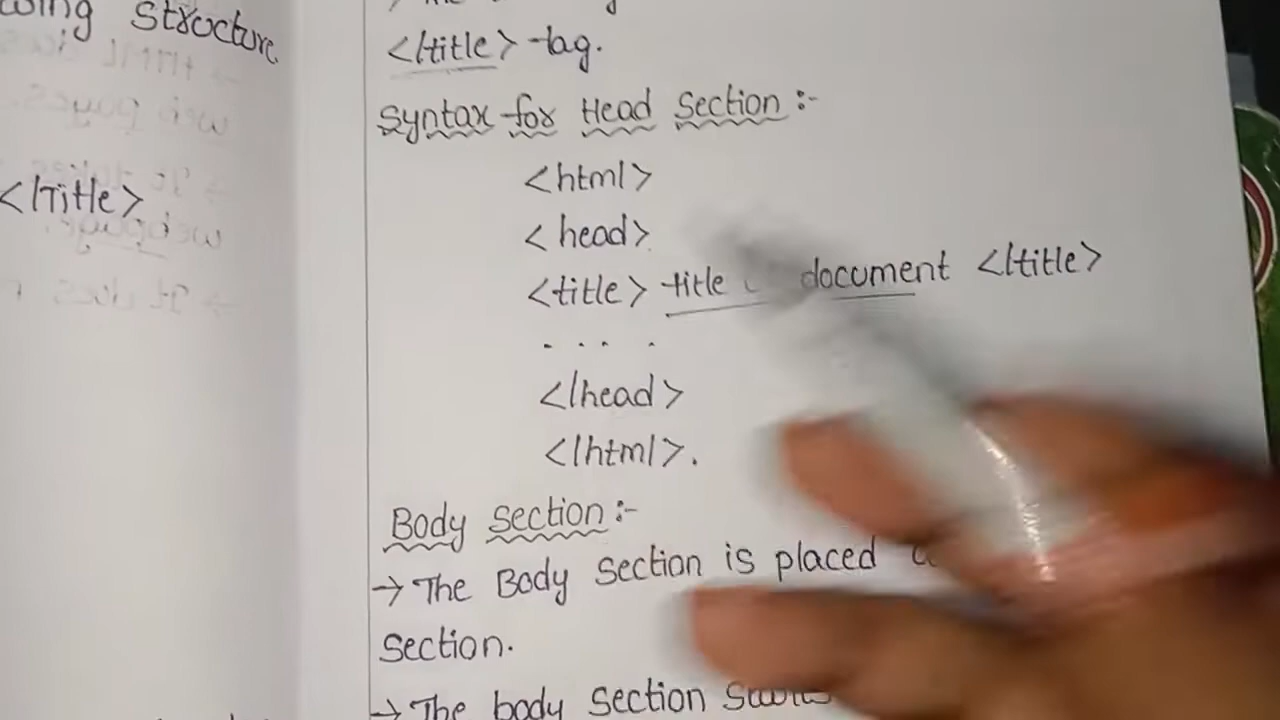 structure
</Title>
</title> tag.
Syntax for Head Section :-
<html>
<head>
<title> title document </title>
. . . .
</head>
</html>.
Body section :-
→ The Body section is placed
section.
→ The body section